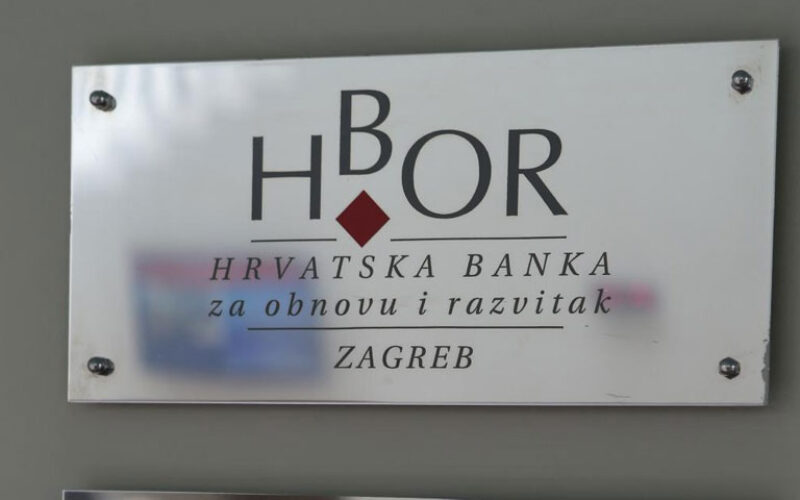 HBOR
HRVATSKA BANKA
za obnovu i razvitak
ZAGREB